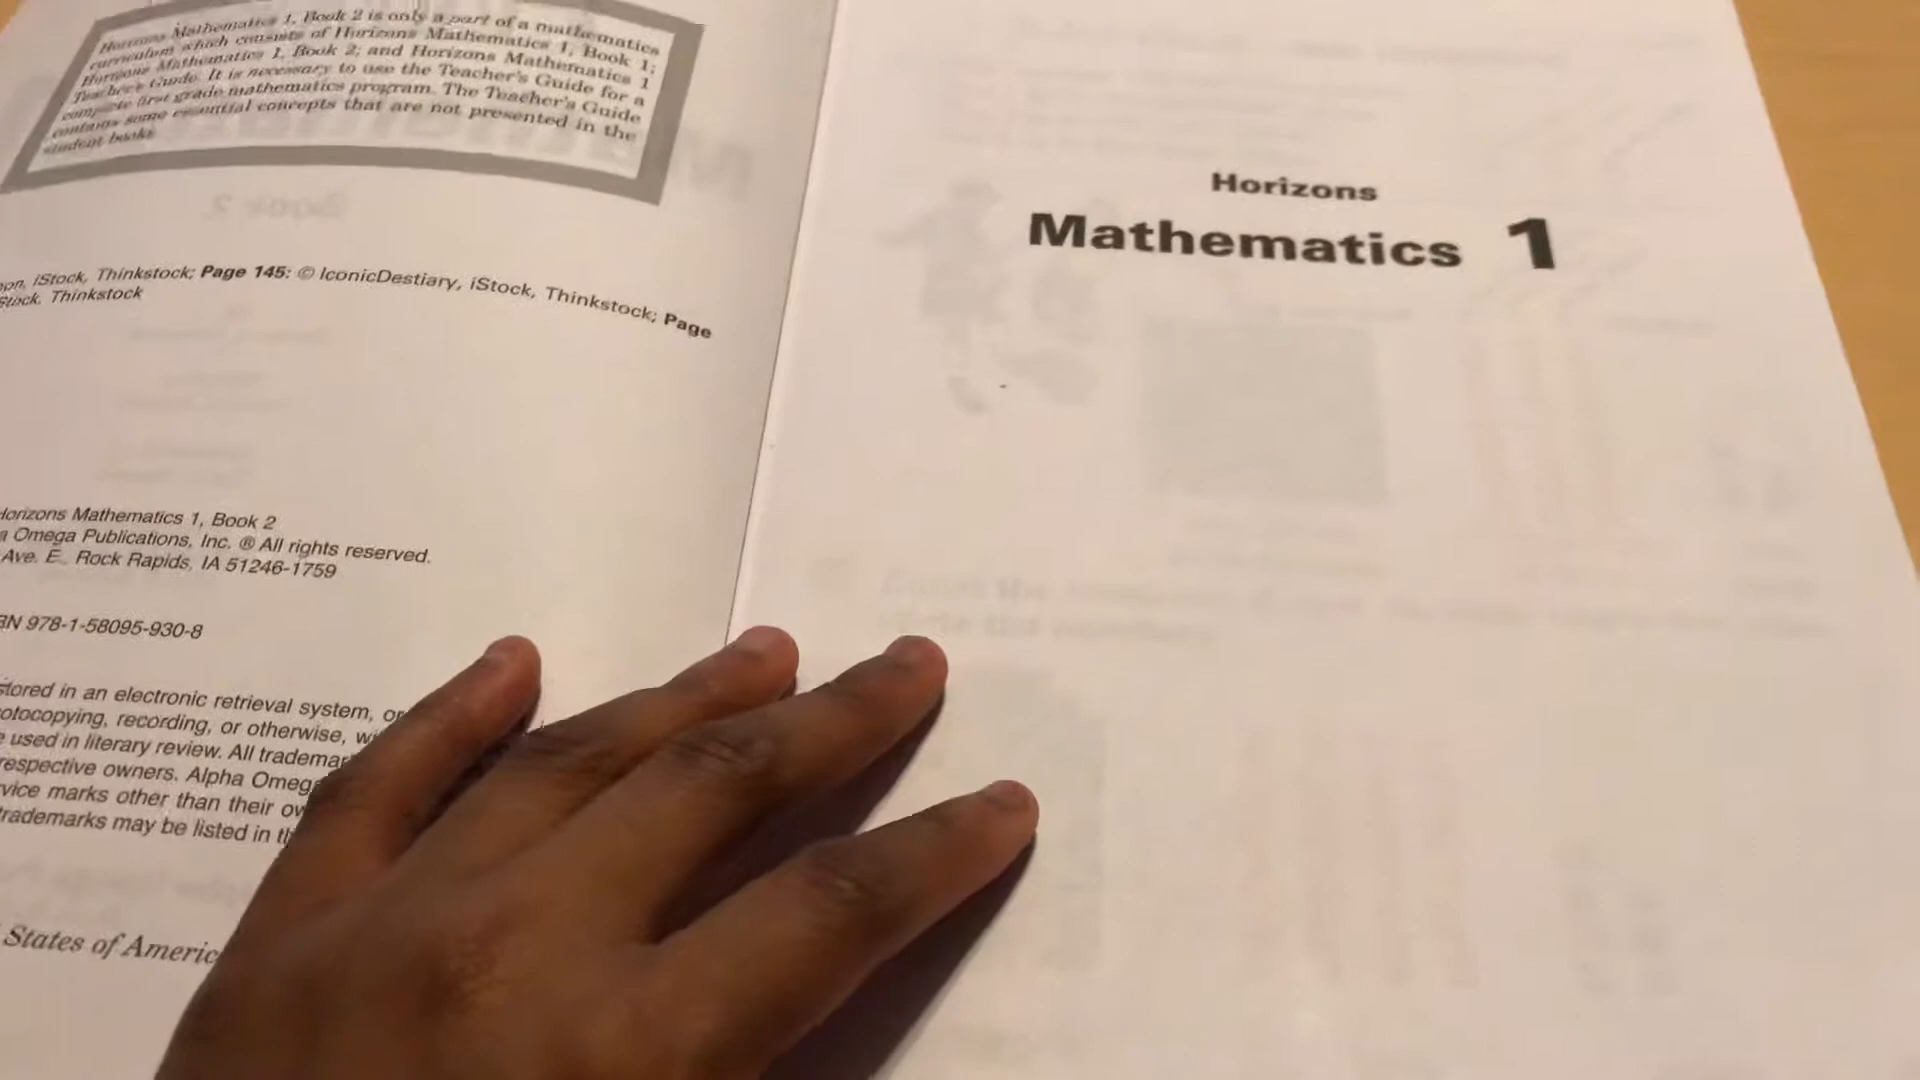 Horizons Mathematics 1, Book 2 is only a part of a mathematics
curriculum which consists of Horizons Mathematics 1, Book 1;
Horizons Mathematics 1, Book 2; and Horizons Mathematics 1
Teacher's Guide. It is necessary to use the Teacher's Guide for a
complete first grade mathematics program. The Teacher's Guide
contains some essential concepts that are not presented in the
student books.
iStock, Thinkstock; Page 145: © IconicDestiary, iStock, Thinkstock; Page
Stock, Thinkstock
Horizons Mathematics 1, Book 2
a Omega Publications, Inc. ® All rights reserved.
Ave. E., Rock Rapids, IA 51246-1759
BN 978-1-58095-930-8
stored in an electronic retrieval system, or
otocopying, recording, or otherwise, wi
e used in literary review. All tradema
respective owners. Alpha Omeg
vice marks other than their ow
trademarks may be listed in th
States of Americ
Horizons
Mathematics 1